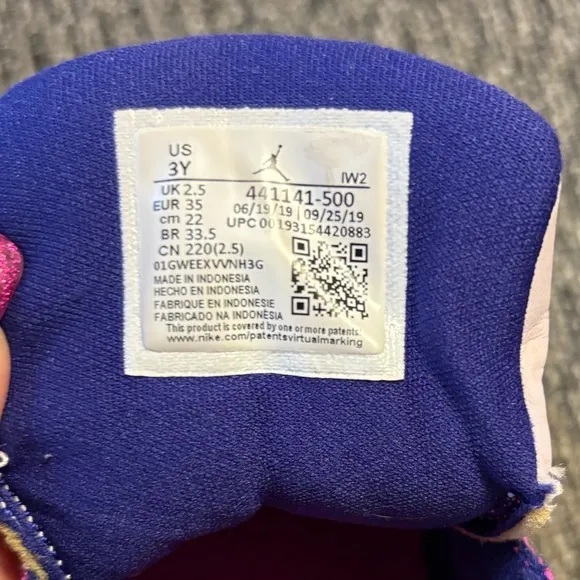 US
3Y
IW2
UK 2.5
441141-500
EUR 35
06/19/19 | 09/25/19
cm 22
UPC 00193154420883
BR 33.5
CN 220(2.5)
01GWEEXVVNH3G
MADE IN INDONESIA
HECHO EN INDONESIA
FABRIQUE EN INDONESIE
FABRICADO NA INDONÈSIA
This product is covered by one or more patents:
www.nike.com/patentsvirtualmarking